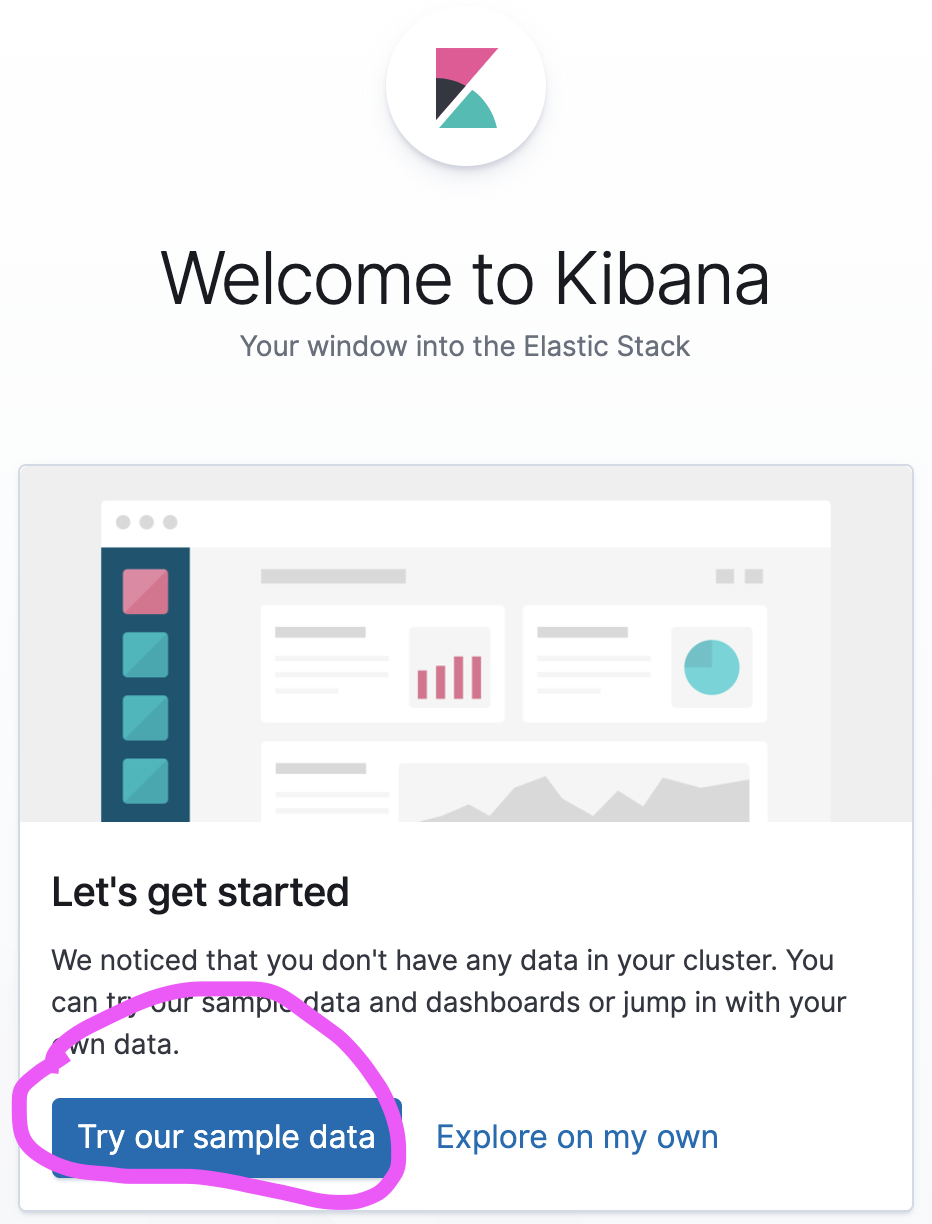 Welcome to Kibana
Your window into the Elastic Stack
Let's get started
We noticed that you don't have any data in your cluster. You
can try our sample data and dashboards or jump in with your
own data.
Try our sample data
Explore on my own